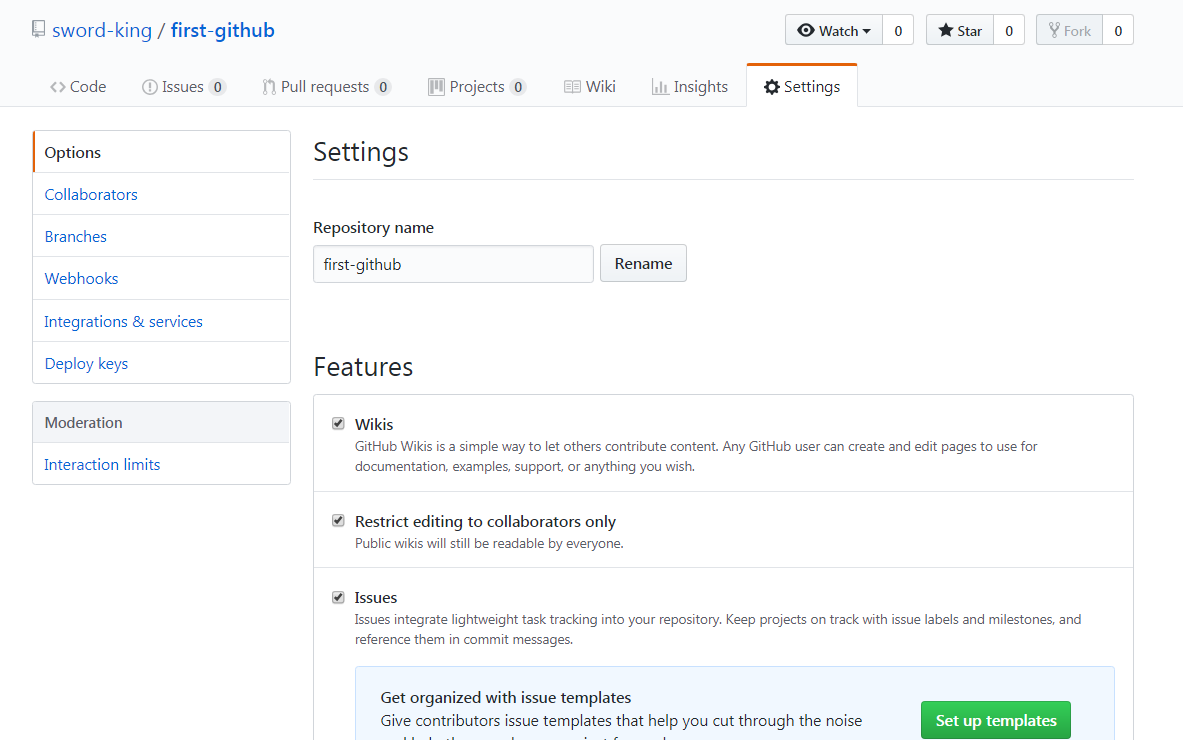 sword-king / first-github
Watch 0 Star 0 Fork 0
Code Issues 0 Pull requests 0 Projects 0 Wiki Insights Settings
Options
Collaborators
Branches
Webhooks
Integrations & services
Deploy keys
Moderation
Interaction limits
Settings
Repository name
first-github Rename
Features
Wikis
GitHub Wikis is a simple way to let others contribute content. Any GitHub user can create and edit pages to use for
documentation, examples, support, or anything you wish.
Restrict editing to collaborators only
Public wikis will still be readable by everyone.
Issues
Issues integrate lightweight task tracking into your repository. Keep projects on track with issue labels and milestones, and
reference them in commit messages.
Get organized with issue templates
Give contributors issue templates that help you cut through the noise
Set up templates